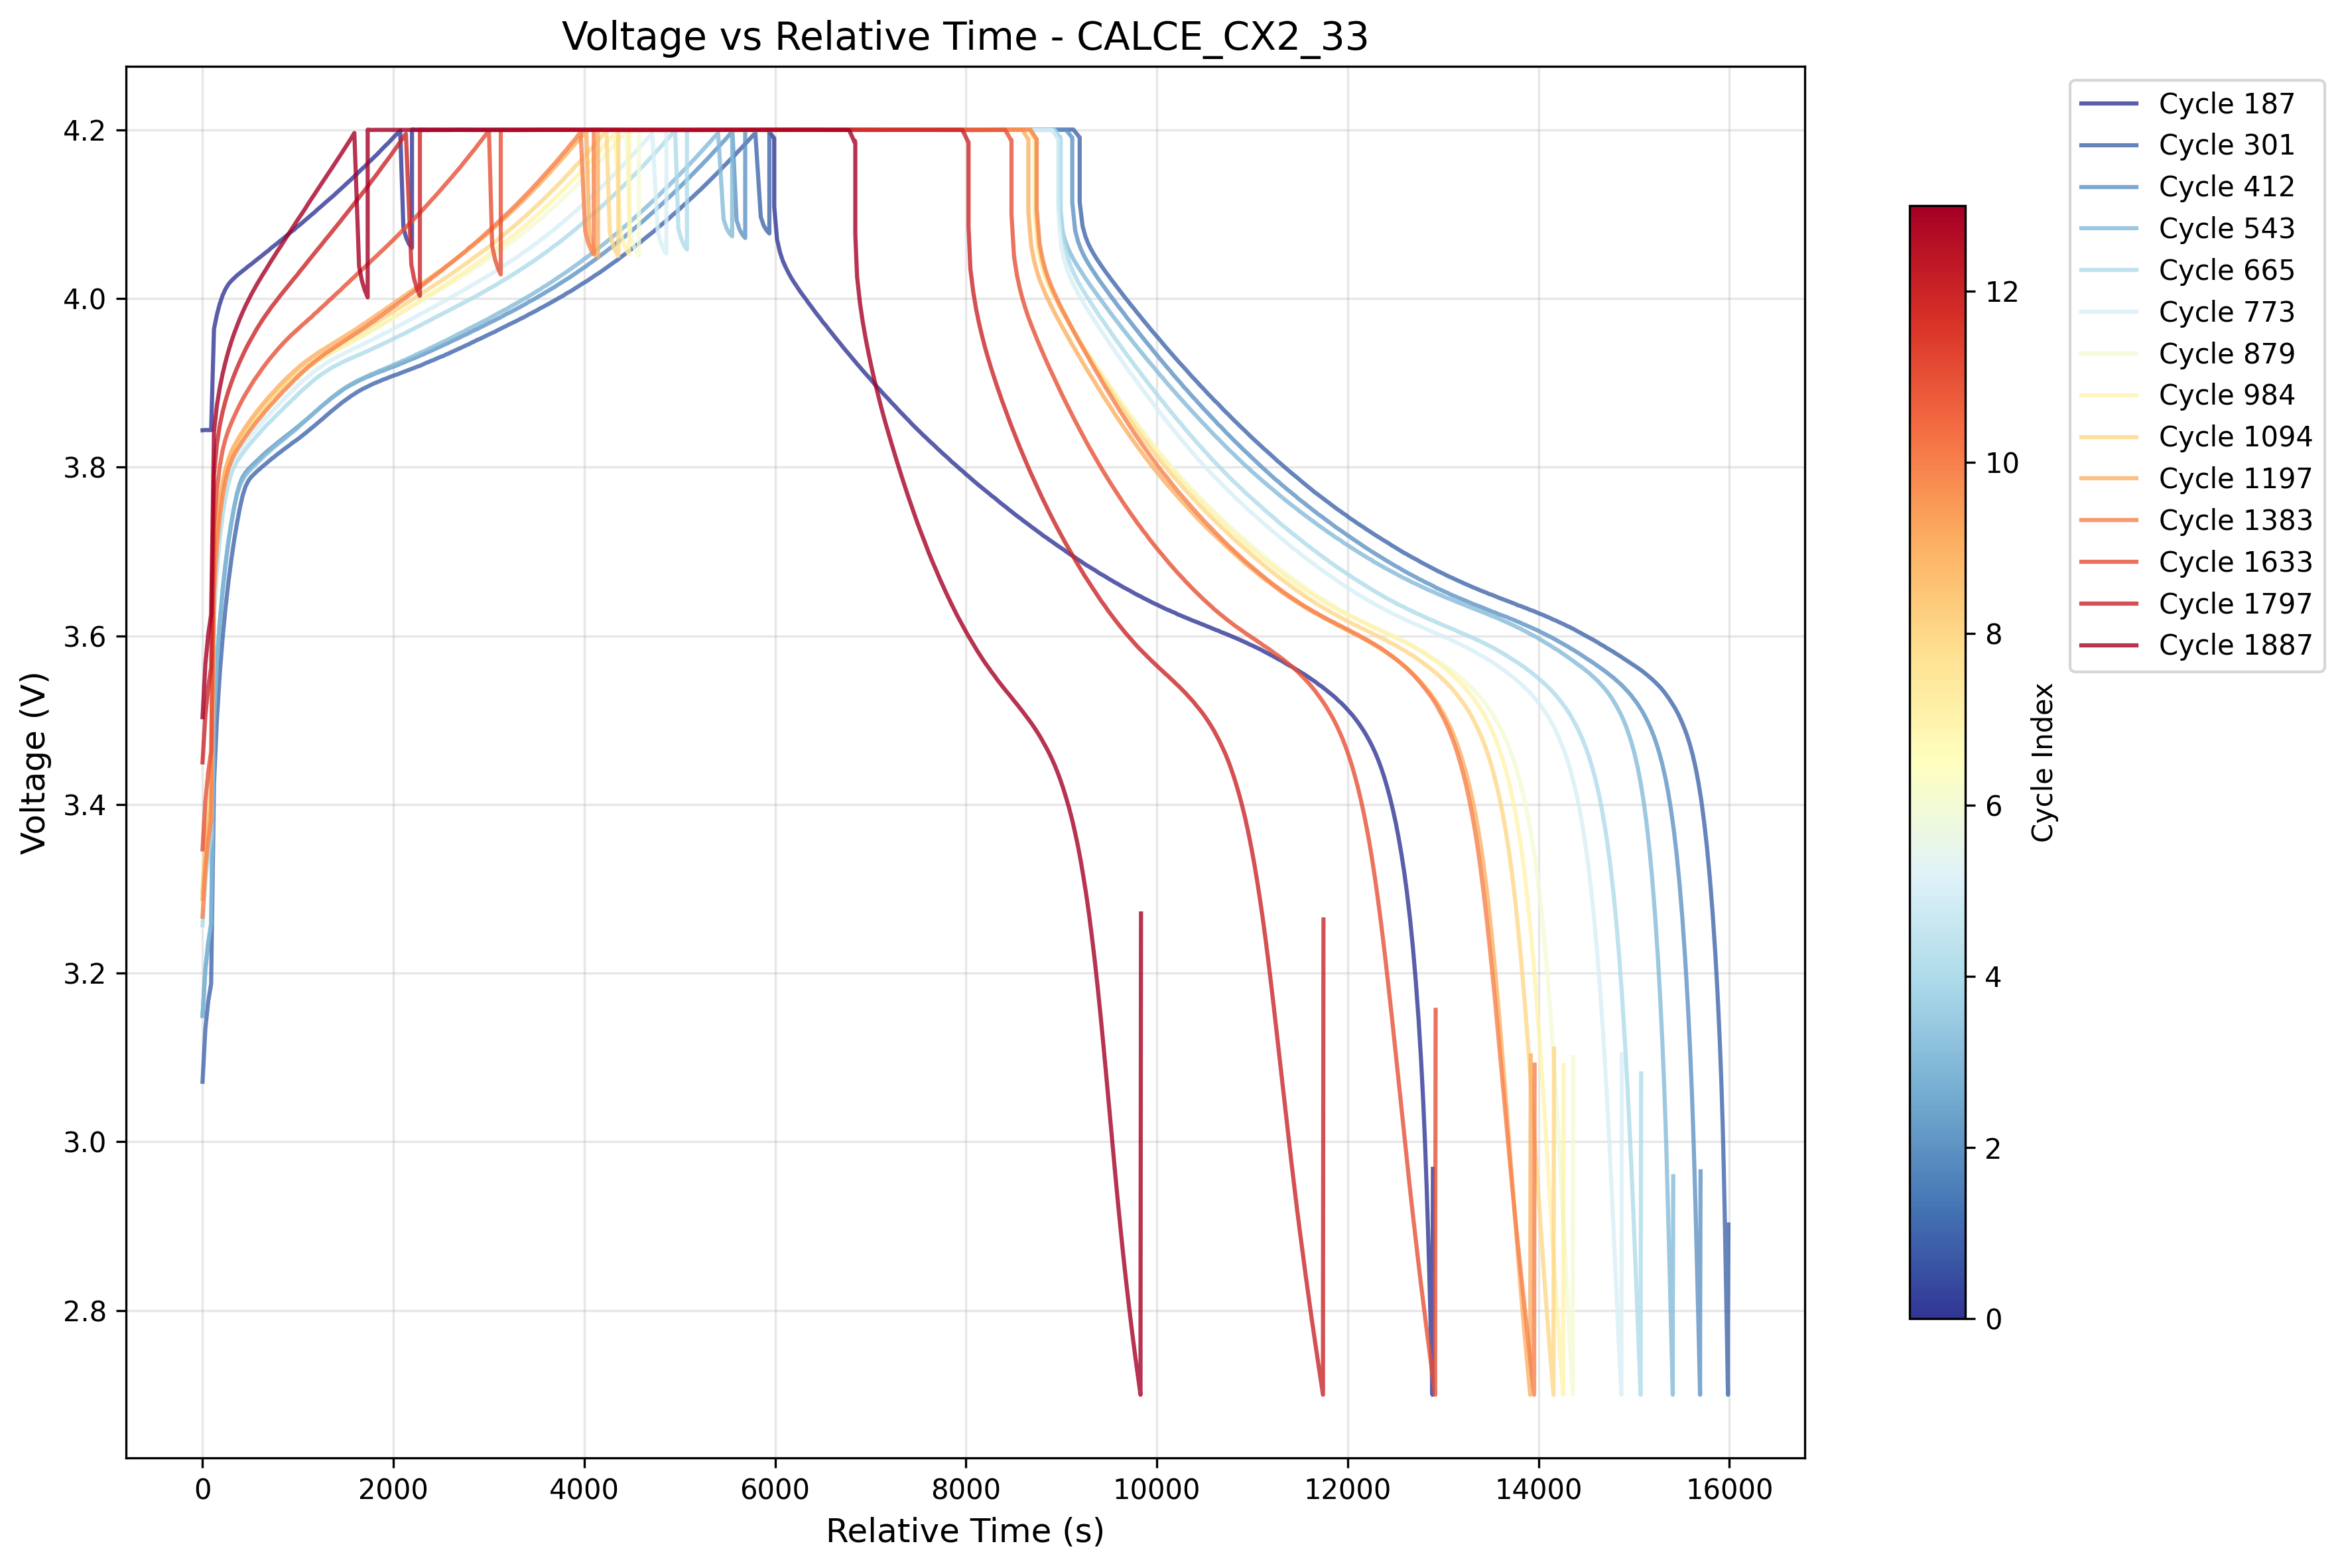 Voltage vs Relative Time - CALCE_CX2_33
Voltage (V)
4.2
4.0
3.8
3.6
3.4
3.2
3.0
2.8
0 2000 4000 6000 8000 10000 12000 14000 16000
Relative Time (s)
12
10
8
6
4
2
0
Cycle Index
Cycle 187
Cycle 301
Cycle 412
Cycle 543
Cycle 665
Cycle 773
Cycle 879
Cycle 984
Cycle 1094
Cycle 1197
Cycle 1383
Cycle 1633
Cycle 1797
Cycle 1887